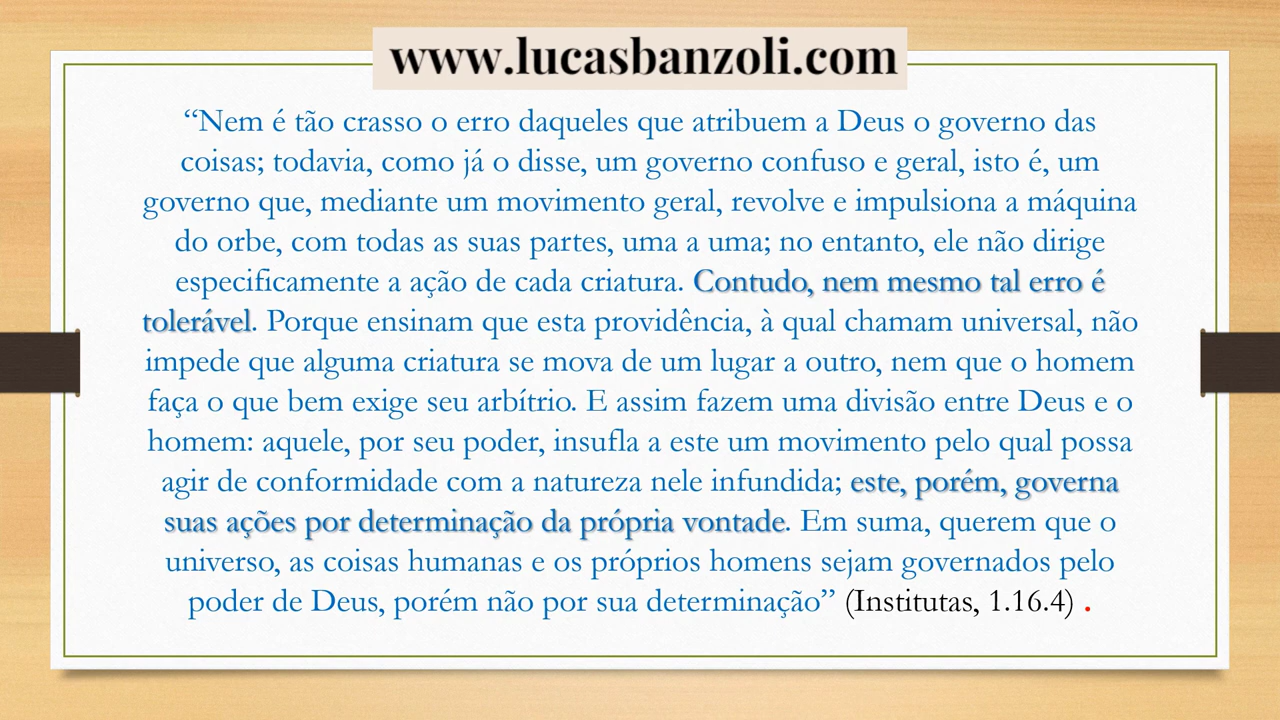 www.lucasbanzoli.com
“Nem é tão crasso o erro daqueles que atribuem a Deus o governo das
coisas; todavia, como já o disse, um governo confuso e geral, isto é, um
governo que, mediante um movimento geral, revolve e impulsiona a máquina
do orbe, com todas as suas partes, uma a uma; no entanto, ele não dirige
especificamente a ação de cada criatura. Contudo, nem mesmo tal erro é
tolerável. Porque ensinam que esta providência, à qual chamam universal, não
impede que alguma criatura se mova de um lugar a outro, nem que o homem
faça o que bem exige seu arbítrio. E assim fazem uma divisão entre Deus e o
homem: aquele, por seu poder, insufla a este um movimento pelo qual possa
agir de conformidade com a natureza nele infundida; este, porém, governa
suas ações por determinação da própria vontade. Em suma, querem que o
universo, as coisas humanas e os próprios homens sejam governados pelo
poder de Deus, porém não por sua determinação” (Institutas, 1.16.4) .